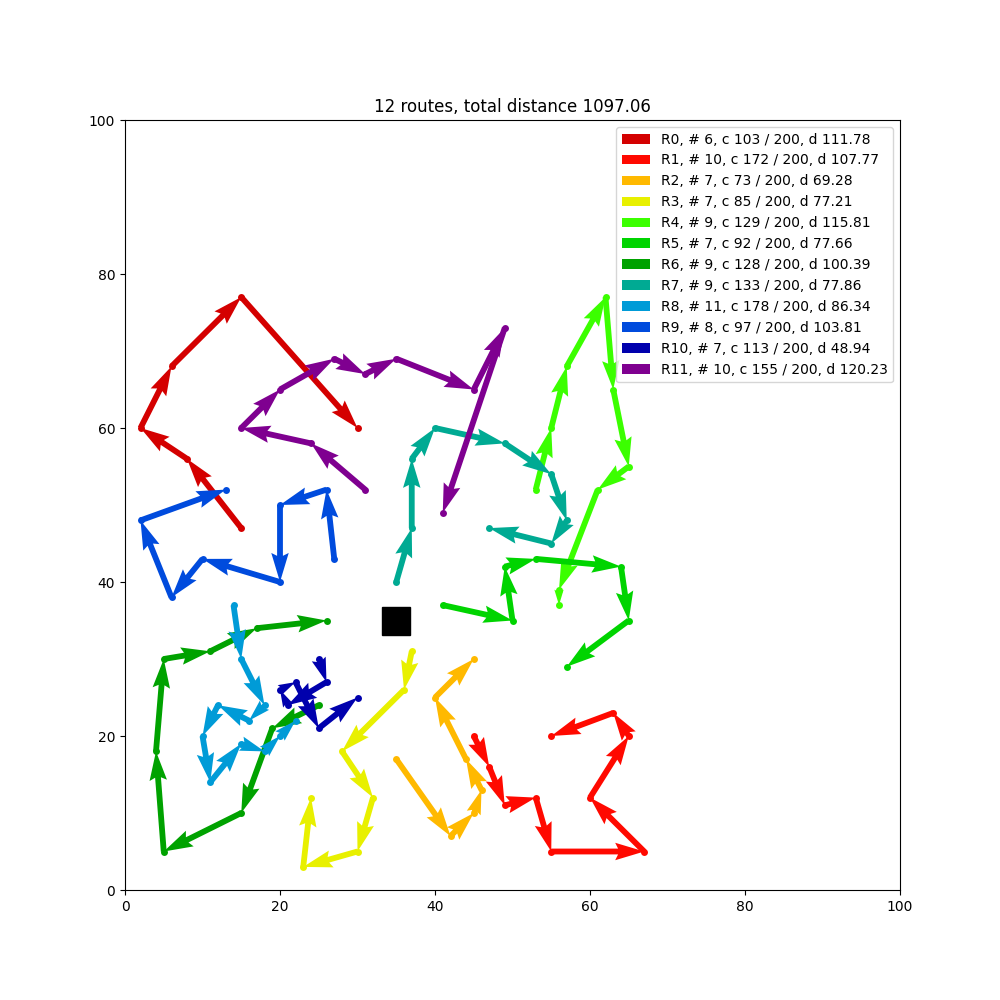 12 routes, total distance 1097.06
100
80
60
40
20
0
0 20 40 60 80 100
R0, # 6, c 103 / 200, d 111.78
R1, # 10, c 172 / 200, d 107.77
R2, # 7, c 73 / 200, d 69.28
R3, # 7, c 85 / 200, d 77.21
R4, # 9, c 129 / 200, d 115.81
R5, # 7, c 92 / 200, d 77.66
R6, # 9, c 128 / 200, d 100.39
R7, # 9, c 133 / 200, d 77.86
R8, # 11, c 178 / 200, d 86.34
R9, # 8, c 97 / 200, d 103.81
R10, # 7, c 113 / 200, d 48.94
R11, # 10, c 155 / 200, d 120.23